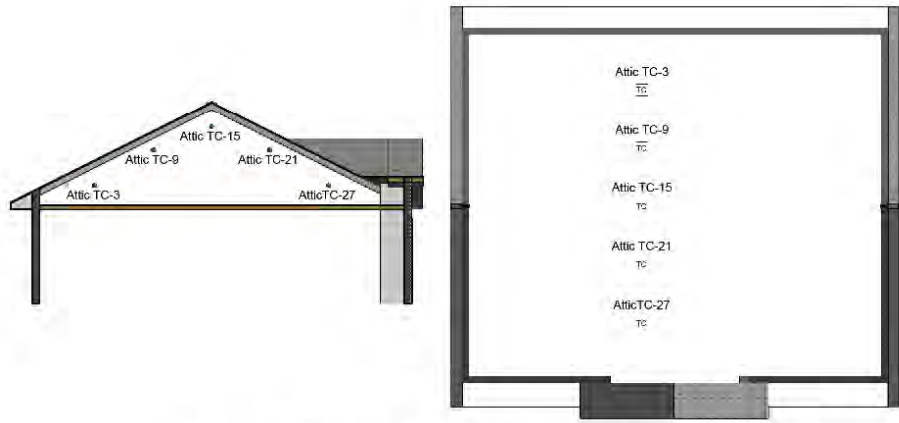 Attic TC-15
Attic TC-9
Attic TC-21
Attic TC-3
AtticTC-27
Attic TC-3
TC
Attic TC-9
TC
Attic TC-15
TC
Attic TC-21
TC
AtticTC-27
TC